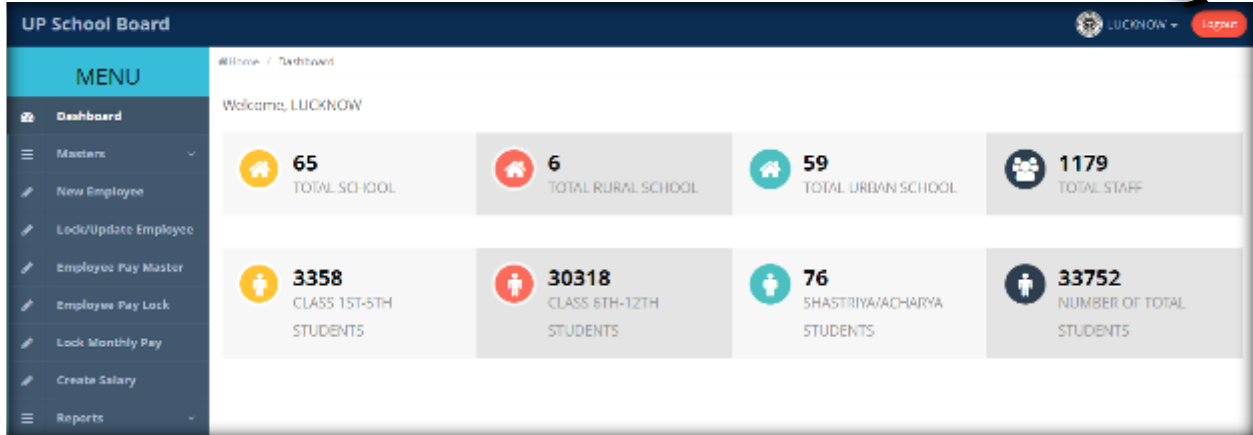 UP School Board
LUCKNOW
Logout
MENU
Home / Dashboard
Welcome, LUCKNOW
Dashboard
Masters
New Employee
Lock/Update Employee
Employee Pay Master
Employee Pay Lock
Lock Monthly Pay
Create Salary
Reports
65
TOTAL SCHOOL
6
TOTAL RURAL SCHOOL
59
TOTAL URBAN SCHOOL
1179
TOTAL STAFF
3358
CLASS 1ST-5TH
STUDENTS
30318
CLASS 6TH-12TH
STUDENTS
76
SHASTRIYA/ACHARYA
STUDENTS
33752
NUMBER OF TOTAL
STUDENTS